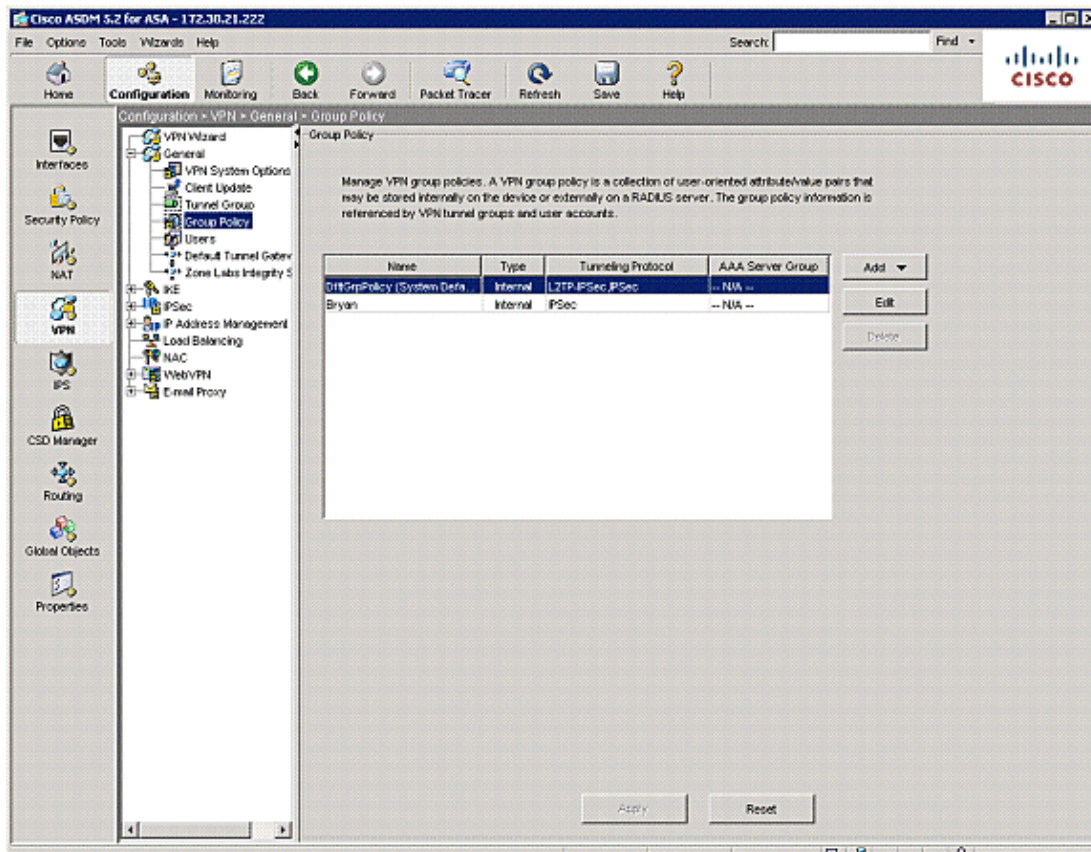 Cisco ASDM 5.2 for ASA - 172.30.21.222
File Options Tools Wizards Help Search: Find
Home Configuration Monitoring Back Forward Packet Tracer Refresh Save Help
CISCO
Configuration > VPN > General > Group Policy
Interfaces
Security Policy
NAT
VPN
IPS
CSD Manager
Routing
Global Objects
Properties
VPN Wizard
General
VPN System Options
Client Update
Tunnel Group
Group Policy
Users
Default Tunnel Gatew
Zone Labs Integrity S
IKE
IPSec
IP Address Management
Load Balancing
NAC
WebVPN
E-mail Proxy
Group Policy
Manage VPN group policies. A VPN group policy is a collection of user-oriented attribute/value pairs that
may be stored internally on the device or externally on a RADIUS server. The group policy information is
referenced by VPN tunnel groups and user accounts.
Name Type Tunneling Protocol AAA Server Group
DfltGrpPolicy (System Defa... Internal L2TP-IPSec,IPSec -- N/A --
Bryan Internal IPSec -- N/A --
Add
Edit
Delete
Apply Reset